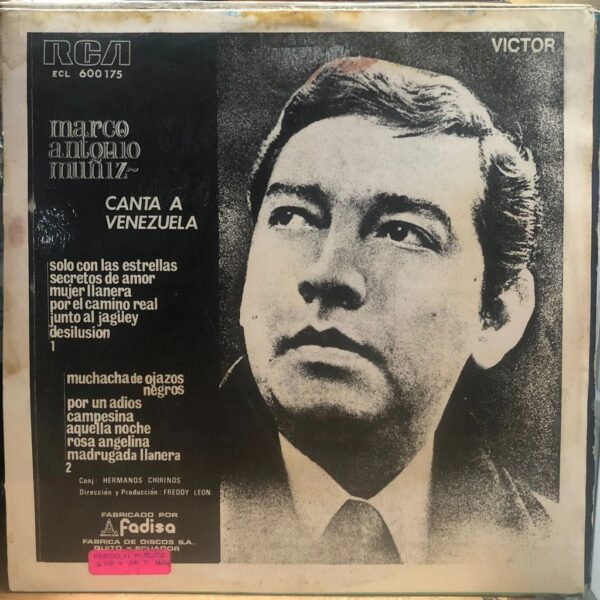 RCA
VICTOR
ECL 600175
marco
antonio
muñiz
CANTA A
VENEZUELA
solo con las estrellas
secretos de amor
mujer llanera
por el camino real
junto al jagüey
desilusion
1
muchacha de ojazos
negros
por un adios
campesina
aquella noche
rosa angelina
madrugada llanera
2
Conj: HERMANOS CHIRINOS
Dirección y Producción: FREDDY LEON.
FABRICADO POR
fadisa
FABRICA DE DISCOS S.A.
QUITO - ECUADOR
PRECIO AL PUBLICO